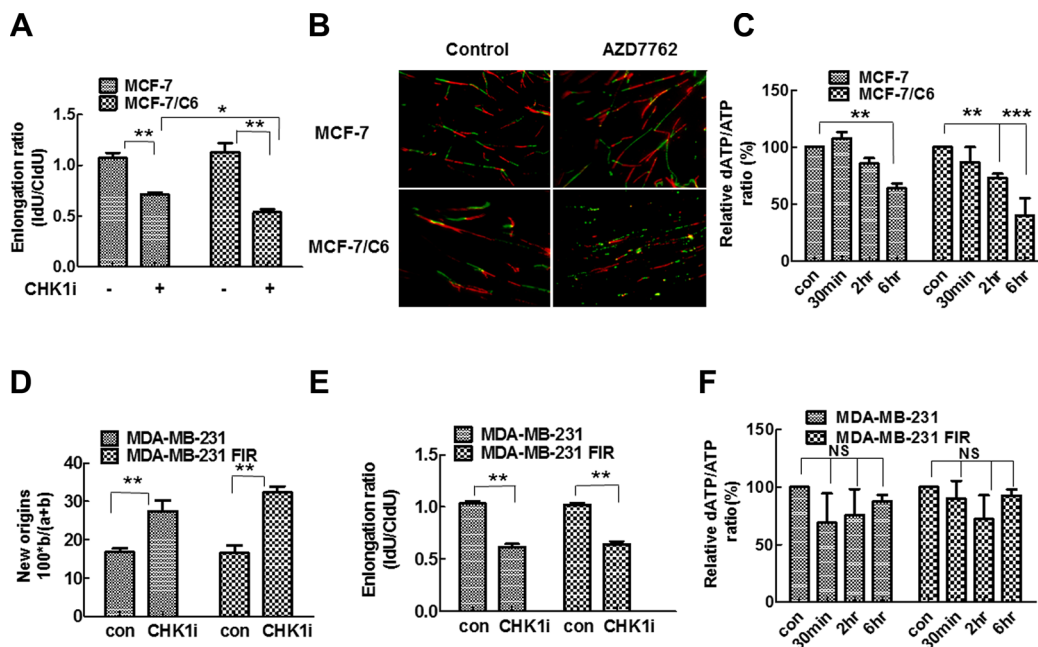 A
MCF-7
MCF-7/C6
Enlongation ratio
(IdU/CldU)
1.5
1.0
0.5
0.0
**
*
**
CHK1i
- + - +
B
Control AZD7762
MCF-7
MCF-7/C6
C
MCF-7
MCF-7/C6
Relative dATP/ATP
ratio (%)
150
100
50
0
**
** ***
con 30min 2hr 6hr con 30min 2hr 6hr
D
MDA-MB-231
MDA-MB-231 FIR
New origins
100*b/(a+b)
40
30
20
10
0
**
**
con CHK1i con CHK1i
E
MDA-MB-231
MDA-MB-231 FIR
Enlongation ratio
(IdU/CldU)
1.5
1.0
0.5
0.0
** **
con CHK1i con CHK1i
F
MDA-MB-231
MDA-MB-231 FIR
Relative dATP/ATP
ratio(%)
150
100
50
0
NS NS
con 30min 2hr 6hr con 30min 2hr 6hr